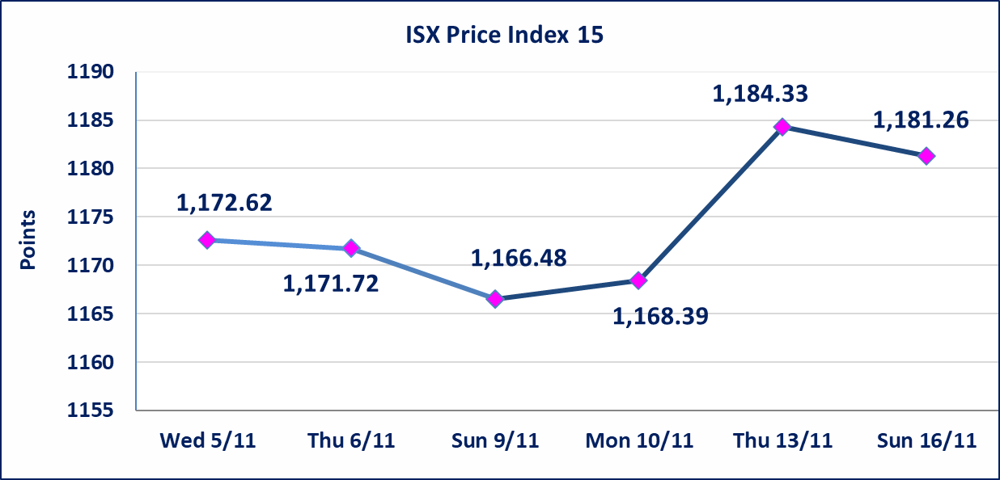 ISX Price Index 15
1190
1185
1180
1175
1170
1165
1160
1155
Points
1,172.62
1,171.72
1,166.48
1,168.39
1,184.33
1,181.26
Wed 5/11
Thu 6/11
Sun 9/11
Mon 10/11
Thu 13/11
Sun 16/11